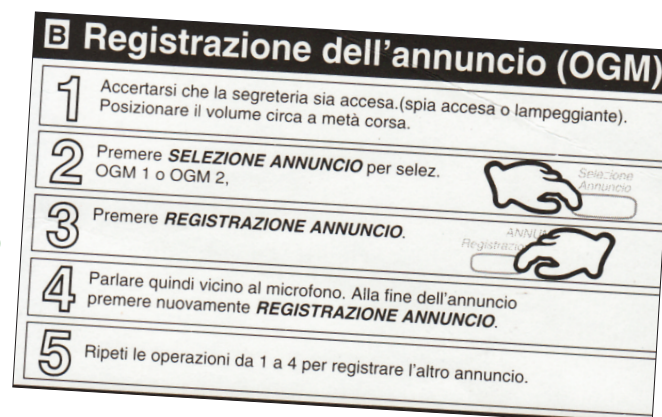 B Registrazione dell'annuncio (OGM)
1 Accertarsi che la segreteria sia accesa.(spia accesa o lampeggiante).
Posizionare il volume circa a metà corsa.
2 Premere SELEZIONE ANNUNCIO per selez.
OGM 1 o OGM 2,
Selezione
Annuncio
3 Premere REGISTRAZIONE ANNUNCIO.
4 Parlare quindi vicino al microfono. Alla fine dell'annuncio
premere nuovamente REGISTRAZIONE ANNUNCIO.
5 Ripeti le operazioni da 1 a 4 per registrare l'altro annuncio.